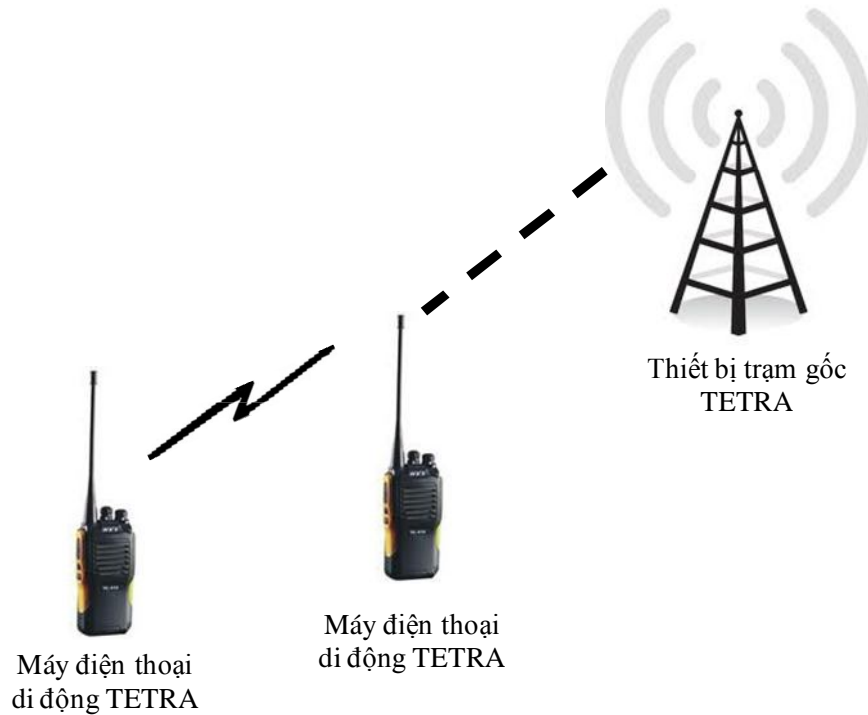 Thiết bị trạm gốc
TETRA
Máy điện thoại
di động TETRA
Máy điện thoại
di động TETRA